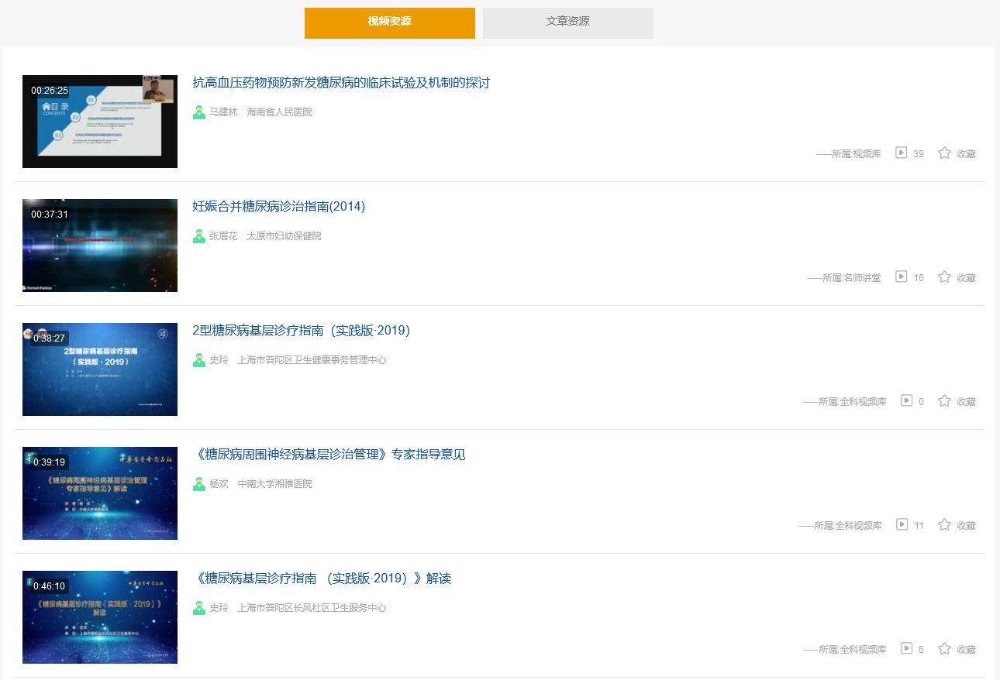 视频资源
文章资源
00:26:25
目 录
CONTENTS
01
02
03
抗高血压药物预防新发糖尿病的临床试验及机制的探讨
马建林 海南省人民医院
-----所属:视频库 39 收藏
00:37:31
Format Factory
妊娠合并糖尿病诊治指南(2014)
张眉花 太原市妇幼保健院
-----所属:名师讲堂 16 收藏
0:38:27
2型糖尿病基层诊疗指南
（实践版·2019）
2型糖尿病基层诊疗指南（实践版·2019）
史玲 上海市普陀区卫生健康事务管理中心
-----所属:全科视频库 0 收藏
0:39:19
《糖尿病周围神经病基层诊治管理
专家指导意见》解读
《糖尿病周围神经病基层诊治管理》专家指导意见
杨欢 中南大学湘雅医院
-----所属:全科视频库 11 收藏
0:46:10
《糖尿病基层诊疗指南（实践版·2019）》
解读
《糖尿病基层诊疗指南 （实践版·2019）》解读
史玲 上海市普陀区长风社区卫生服务中心
-----所属:全科视频库 6 收藏